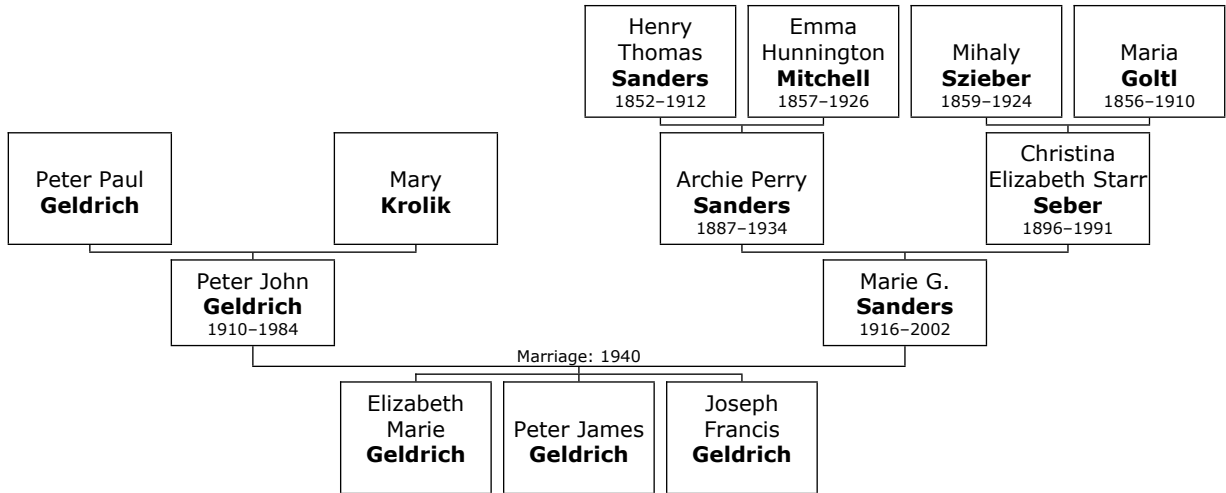 Henry
Thomas
Sanders
1852–1912
Emma
Hunnington
Mitchell
1857–1926
Mihaly
Szieber
1859–1924
Maria
Goltl
1856–1910
Peter Paul
Geldrich
Mary
Krolik
Archie Perry
Sanders
1887–1934
Christina
Elizabeth Starr
Seber
1896–1991
Peter John
Geldrich
1910–1984
Marie G.
Sanders
1916–2002
Marriage: 1940
Elizabeth
Marie
Geldrich
Peter James
Geldrich
Joseph
Francis
Geldrich